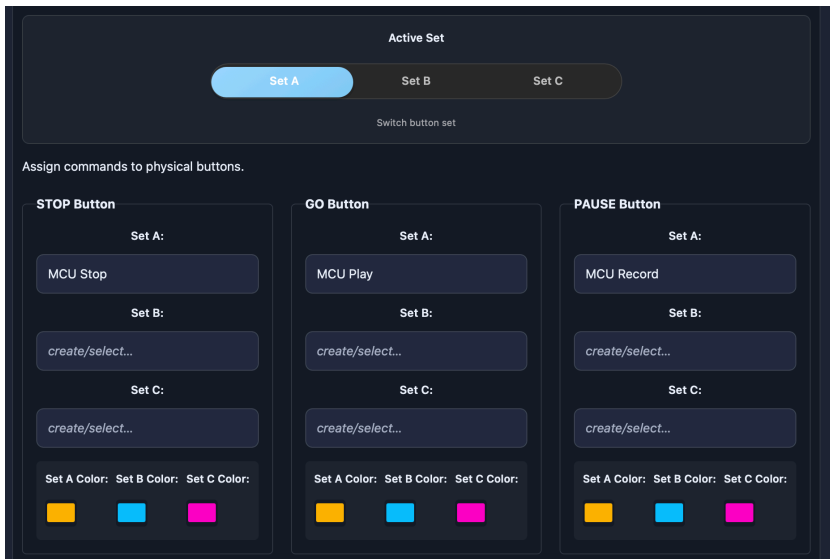 Active Set
Set A Set B Set C
Switch button set
Assign commands to physical buttons.
STOP Button
Set A:
MCU Stop
Set B:
create/select...
Set C:
create/select...
Set A Color: Set B Color: Set C Color:
GO Button
Set A:
MCU Play
Set B:
create/select...
Set C:
create/select...
Set A Color: Set B Color: Set C Color:
PAUSE Button
Set A:
MCU Record
Set B:
create/select...
Set C:
create/select...
Set A Color: Set B Color: Set C Color: